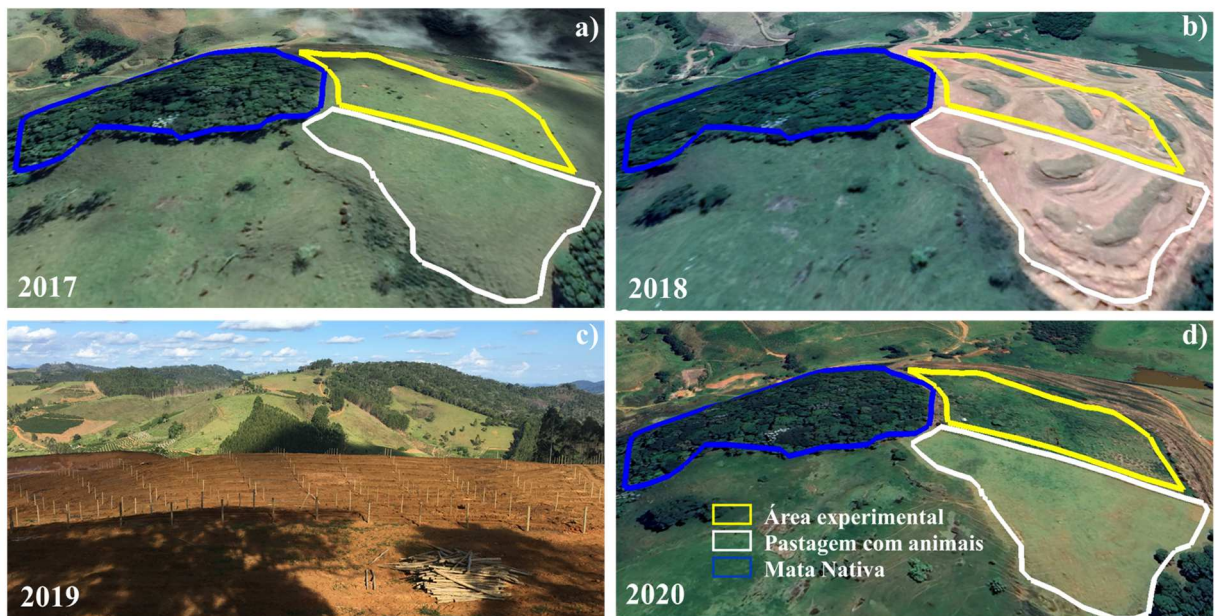 a)
2017
b)
2018
c)
2019
d)
Área experimental
Pastagem com animais
Mata Nativa
2020